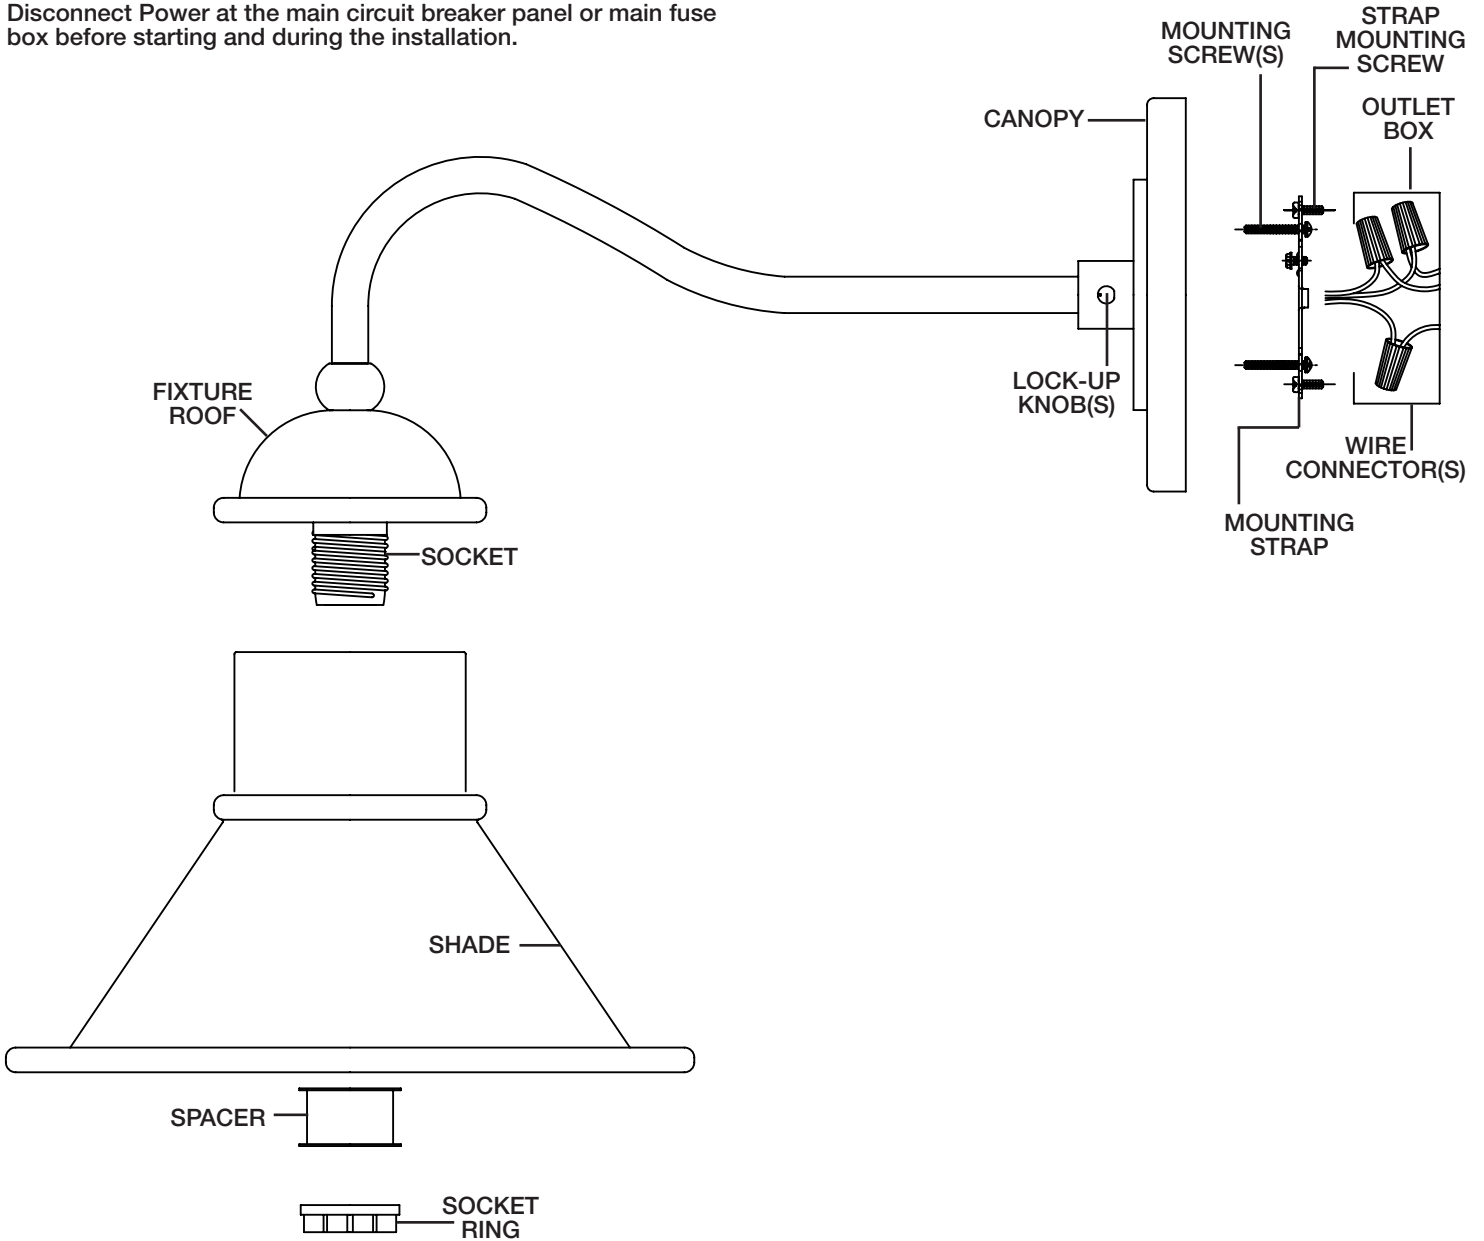 Disconnect Power at the main circuit breaker panel or main fuse
box before starting and during the installation.
MOUNTING
SCREW(S)
STRAP
MOUNTING
SCREW
CANOPY
OUTLET
BOX
FIXTURE
ROOF
LOCK-UP
KNOB(S)
WIRE
CONNECTOR(S)
MOUNTING
STRAP
SOCKET
SHADE
SPACER
SOCKET
RING